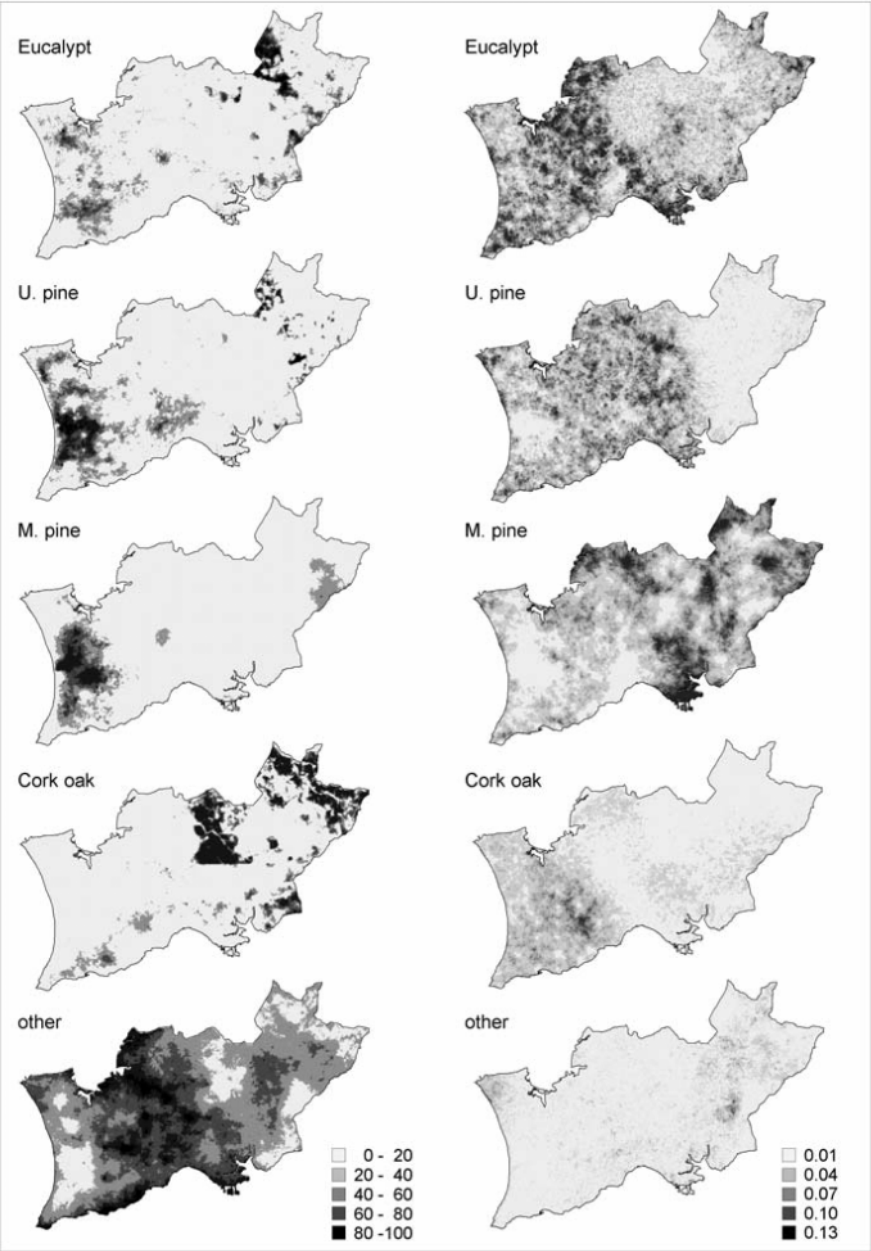 Eucalypt
Eucalypt
U. pine
U. pine
M. pine
M. pine
Cork oak
Cork oak
other
other
0 - 20
20 - 40
40 - 60
60 - 80
80 -100
0.01
0.04
0.07
0.10
0.13